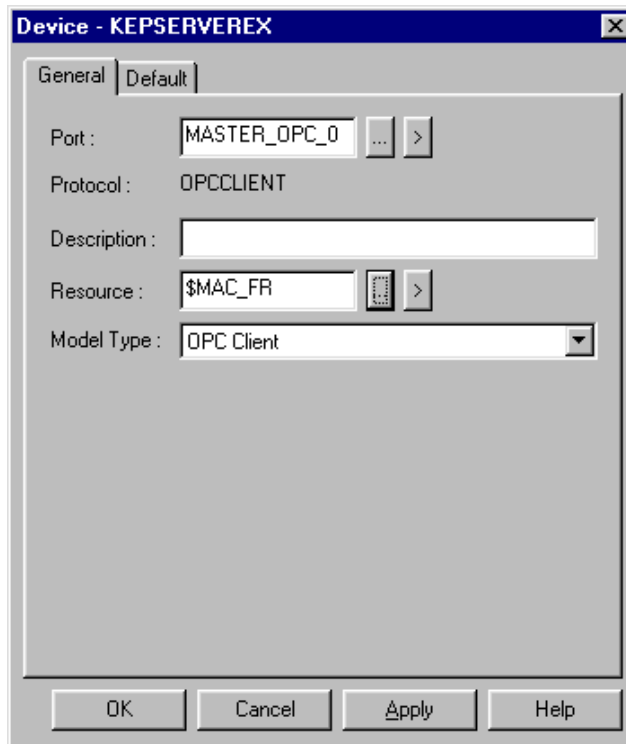 Device - KEPSERVEREX
General Default
Port : MASTER_OPC_0 ... >
Protocol : OPCCLIENT
Description :
Resource : $MAC_FR ... >
Model Type : OPC Client
OK Cancel Apply Help